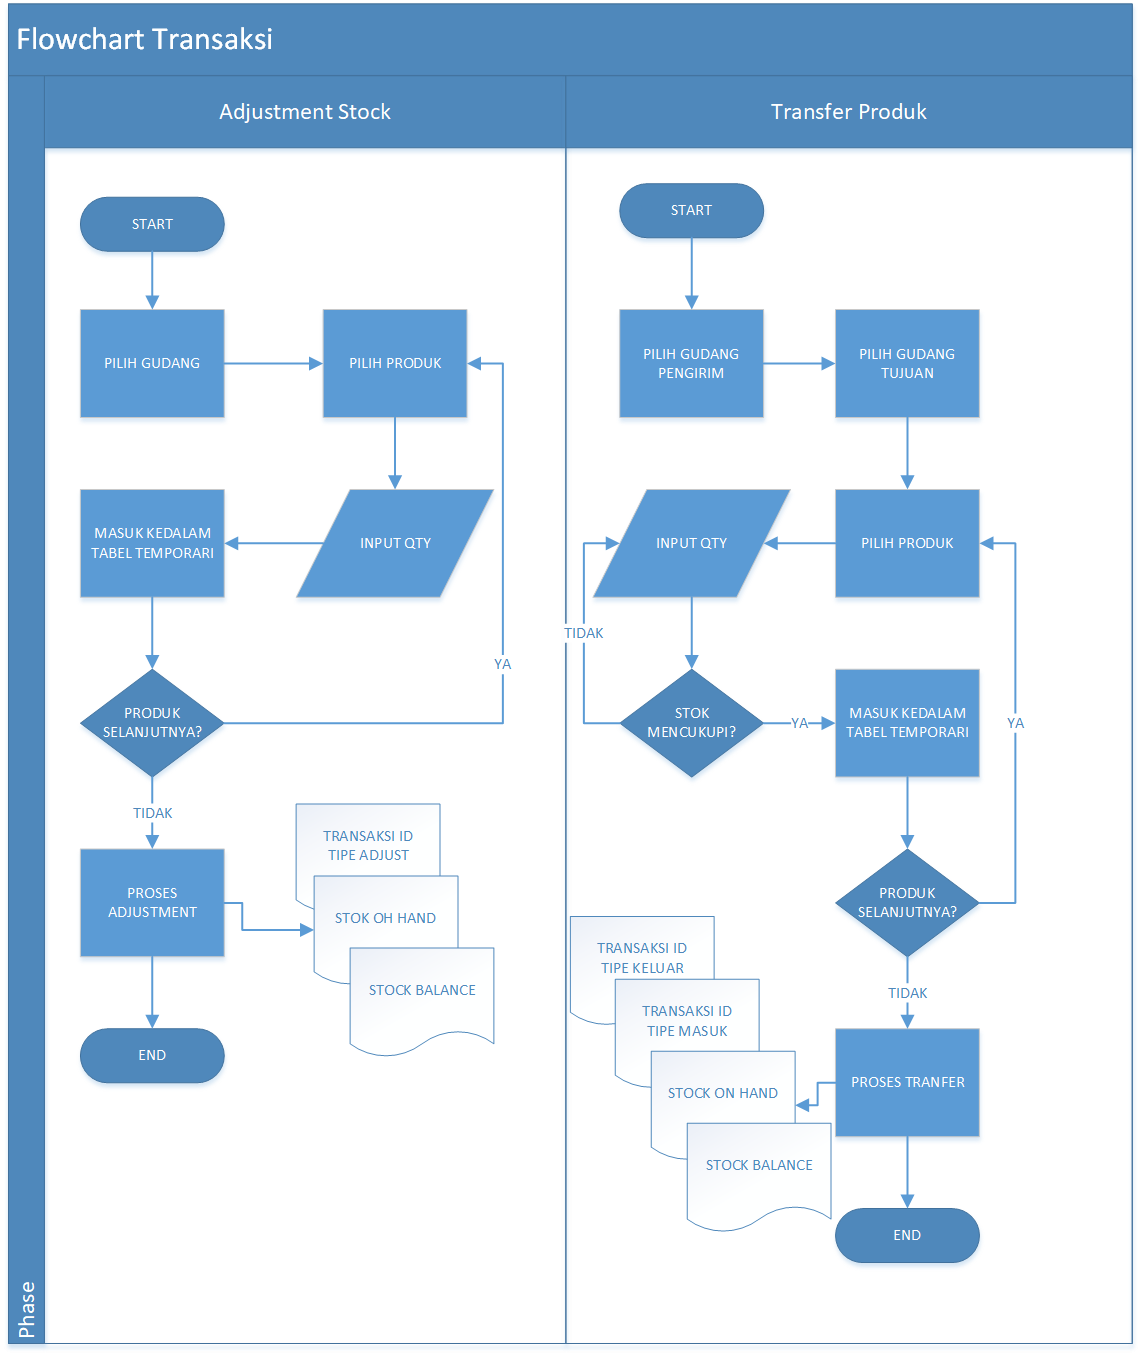 Flowchart Transaksi
Adjustment Stock
Transfer Produk
START
PILIH GUDANG
PILIH PRODUK
INPUT QTY
MASUK KEDALAM
TABEL TEMPORARI
PRODUK
SELANJUTNYA?
YA
TIDAK
PROSES
ADJUSTMENT
TRANSAKSI ID
TIPE ADJUST
STOK OH HAND
STOCK BALANCE
END
START
PILIH GUDANG
PENGIRIM
PILIH GUDANG
TUJUAN
PILIH PRODUK
INPUT QTY
TIDAK
STOK
MENCUKUPI?
YA
MASUK KEDALAM
TABEL TEMPORARI
YA
PRODUK
SELANJUTNYA?
TIDAK
PROSES TRANFER
TRANSAKSI ID
TIPE KELUAR
TRANSAKSI ID
TIPE MASUK
STOCK ON HAND
STOCK BALANCE
END
Phase